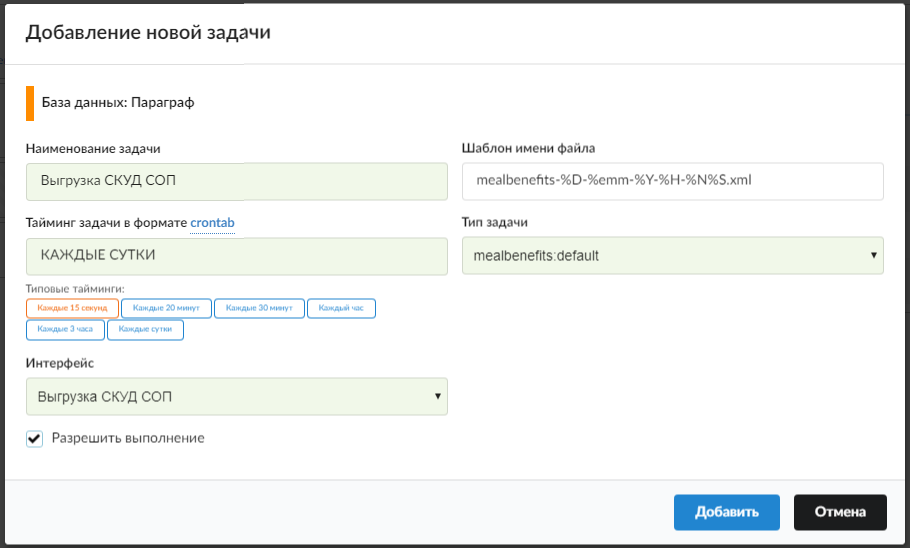 Добавление новой задачи
База данных: Параграф
Наименование задачи
Выгрузка СКУД СОП
Шаблон имени файла
mealbenefits-%D-%emm-%Y-%H-%N%S.xml
Тайминг задачи в формате crontab
КАЖДЫЕ СУТКИ
Тип задачи
mealbenefits:default
Типовые тайминги:
Каждые 15 секунд Каждые 20 минут Каждые 30 минут Каждый час
Каждые 3 часа Каждые сутки
Интерфейс
Выгрузка СКУД СОП
Разрешить выполнение
Добавить Отмена